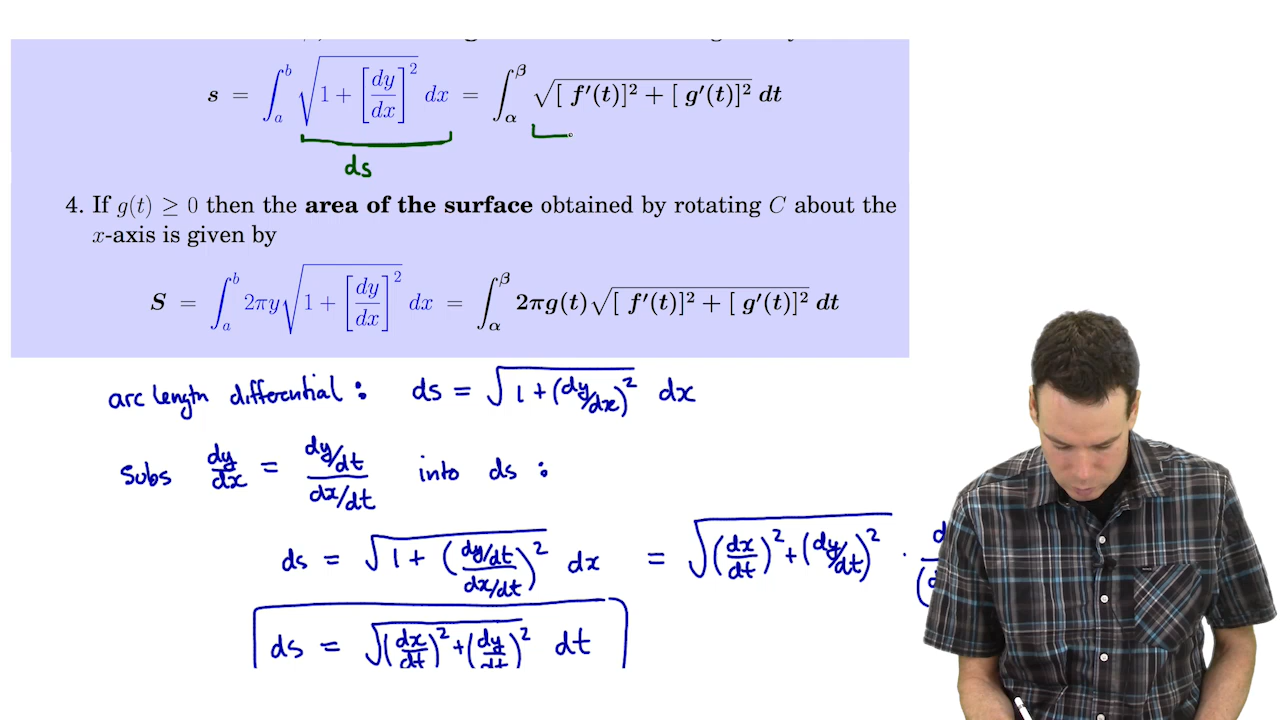 s = ∫_a^b √(1 + [dy/dx]²) dx = ∫_α^β √([ f′(t)]² + [ g′(t)]²) dt
ds
4. If g(t) ≥ 0 then the area of the surface obtained by rotating C about the
x-axis is given by
S = ∫_a^b 2πy√(1 + [dy/dx]²) dx = ∫_α^β 2πg(t)√([ f′(t)]² + [ g′(t)]²) dt
arc length differential : ds = √(1 + (dy/dx)²) dx
Subs dy/dx = (dy/dt)/(dx/dt) into ds :
ds = √(1 + ((dy/dt)/(dx/dt))²) dx = √((dx/dt)² + (dy/dt)²) ·
ds = √((dx/dt)² + (dy/dt)²) dt